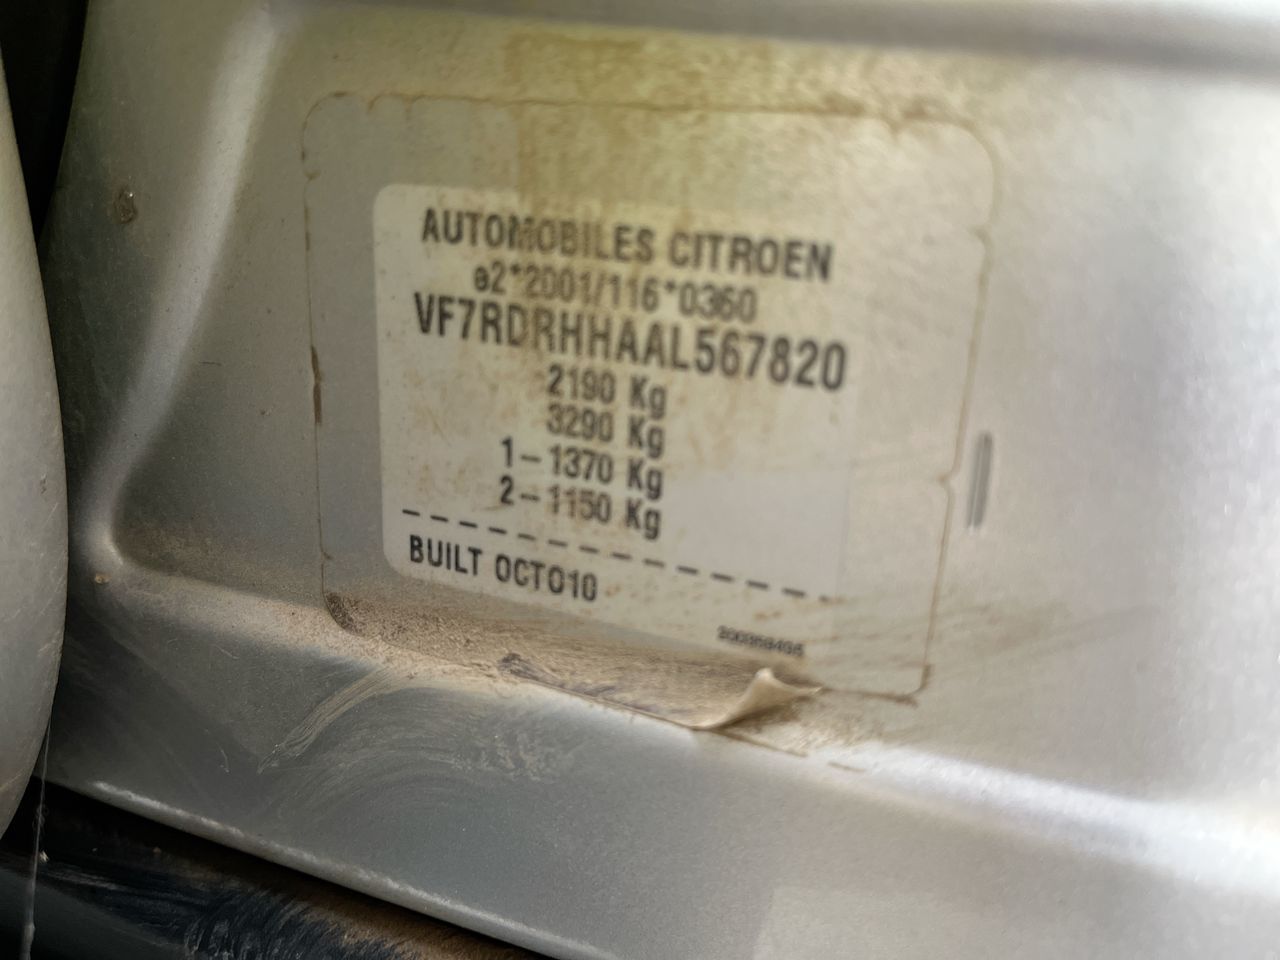 AUTOMOBILES CITROEN
e2*2001/116*0360
VF7RDRHHAAL567820
2190 Kg
3290 Kg
1-1370 Kg
2-1150 Kg
BUILT OCT010